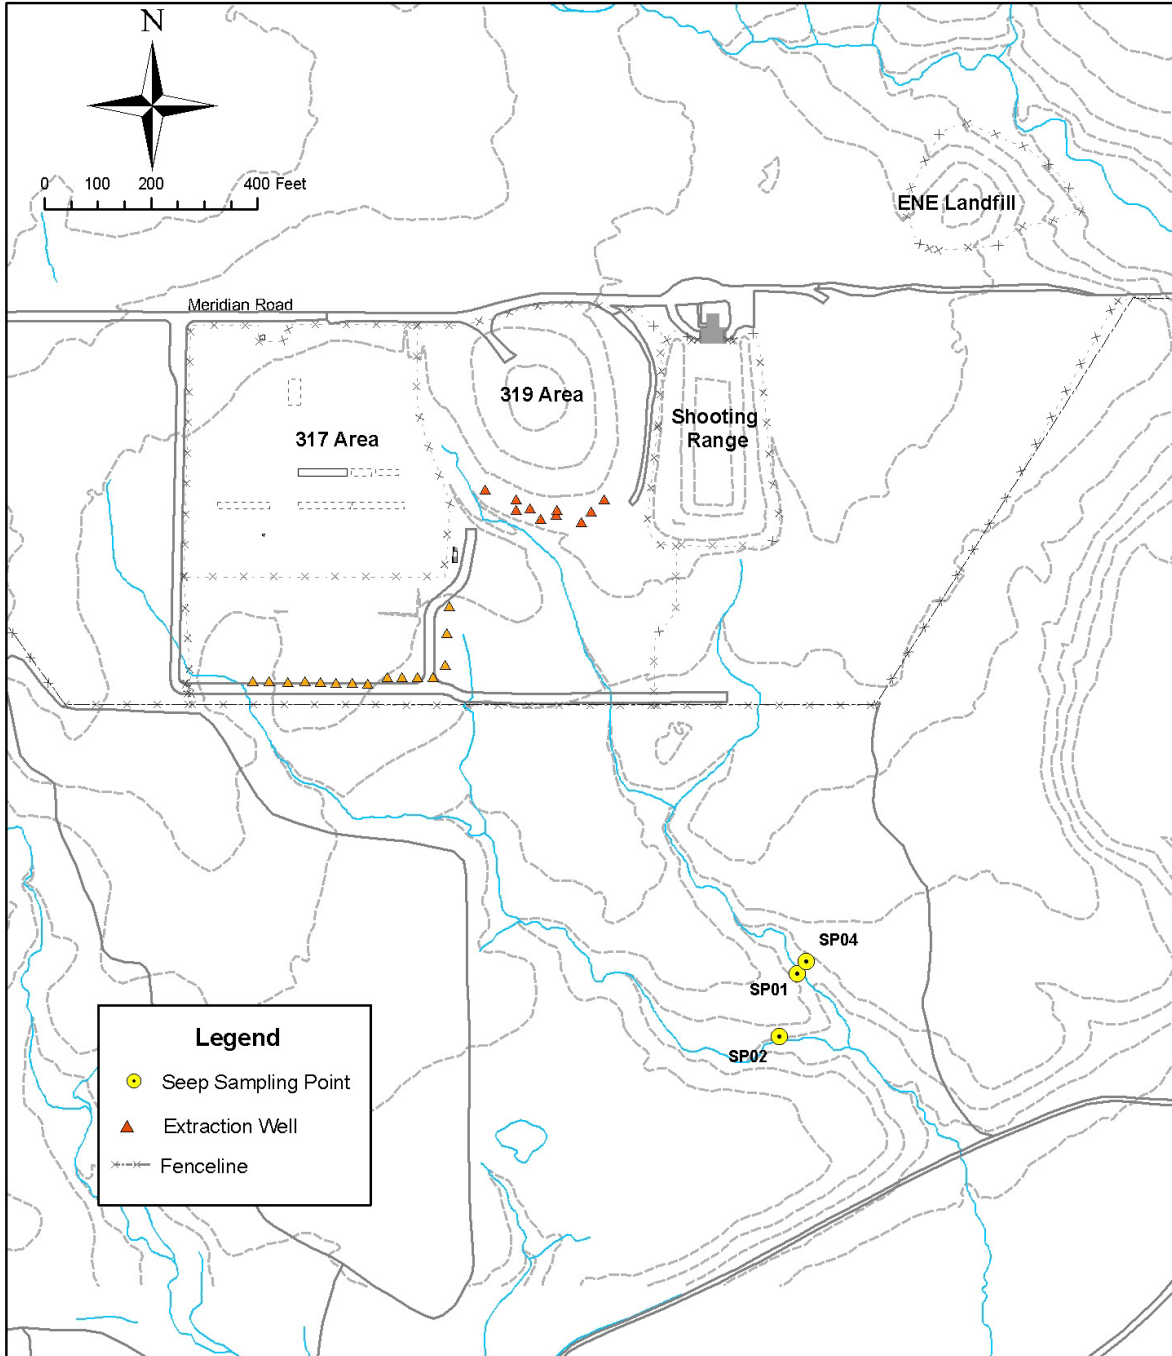 N
0 100 200 400 Feet
ENE Landfill
Meridian Road
319 Area
Shooting
Range
317 Area
SP04
SP01
SP02
Legend
Seep Sampling Point
Extraction Well
Fenceline